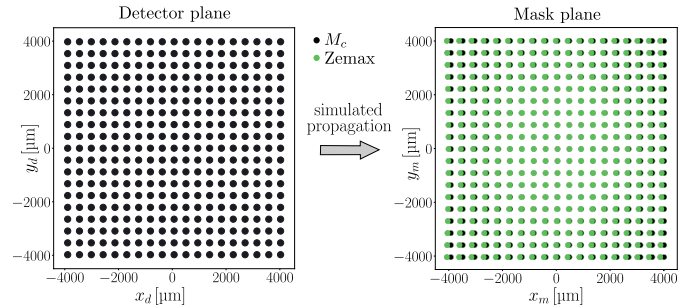 Detector plane
4000
2000
0
−2000
−4000
y_d [µm]
−4000 −2000 0 2000 4000
x_d [µm]
M_c
Zemax
simulated
propagation
Mask plane
4000
2000
0
−2000
−4000
y_m [µm]
−4000 −2000 0 2000 4000
x_m [µm]